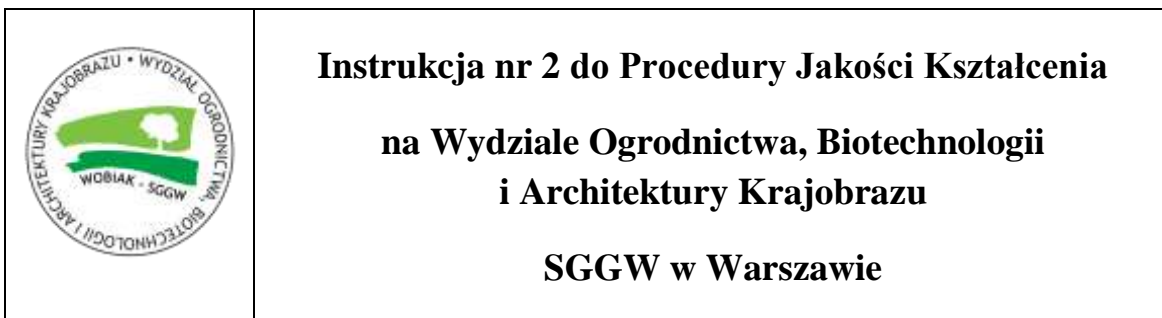 WYDZIAŁ OGRODNICTWA, BIOTECHNOLOGII I ARCHITEKTURY KRAJOBRAZU •
WOBIAK - SGGW
Instrukcja nr 2 do Procedury Jakości Kształcenia
na Wydziale Ogrodnictwa, Biotechnologii
i Architektury Krajobrazu
SGGW w Warszawie